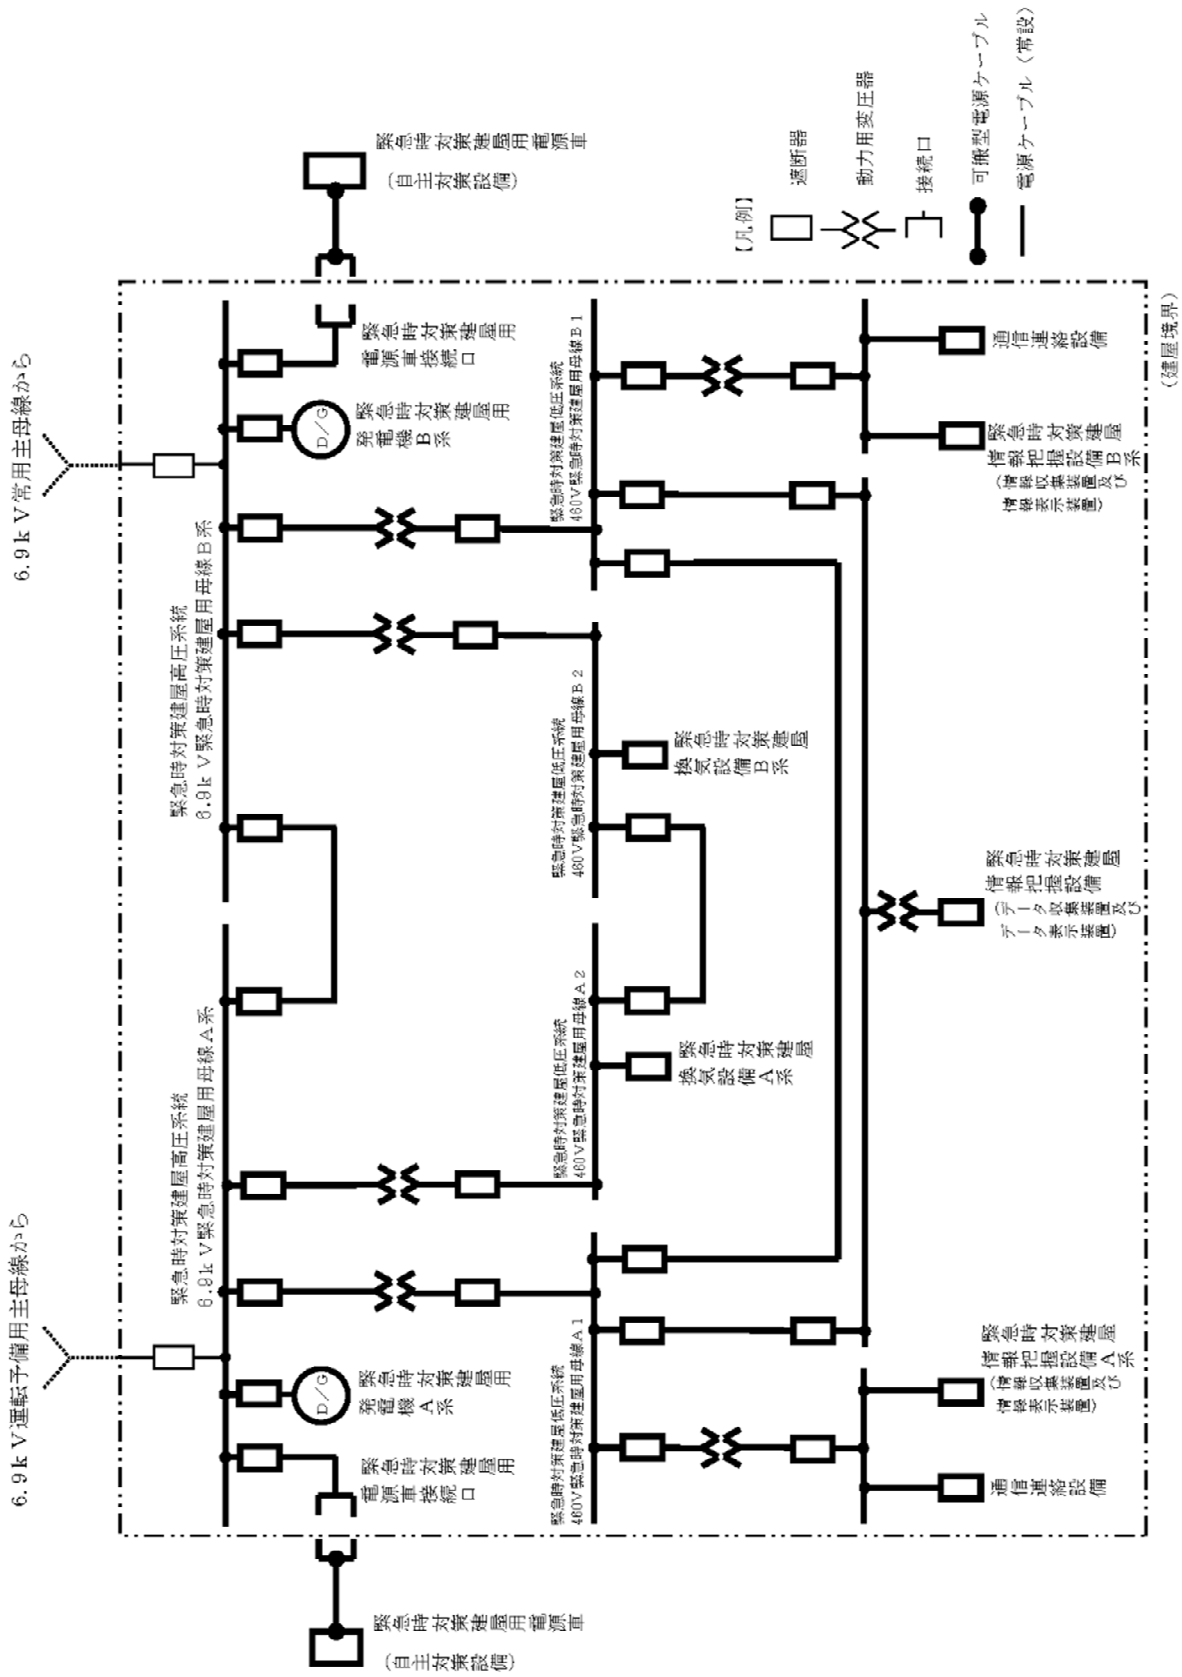 6.9kV運転予備用主母線から
6.9kV常用主母線から
緊急時対策建屋高圧系統
6.9kV緊急時対策建屋用母線A系
緊急時対策建屋高圧系統
6.9kV緊急時対策建屋用母線B系
緊急時対策建屋用電源車
(自主対策設備)
緊急時対策建屋用
電源車接続口
D/G
緊急時対策建屋用
発電機A系
D/G
緊急時対策建屋用
発電機B系
緊急時対策建屋用
電源車接続口
緊急時対策建屋用電源車
(自主対策設備)
緊急時対策建屋低圧系統
460V緊急時対策建屋用母線A1
緊急時対策建屋低圧系統
460V緊急時対策建屋用母線A2
緊急時対策建屋低圧系統
460V緊急時対策建屋用母線B2
緊急時対策建屋低圧系統
460V緊急時対策建屋用母線B1
緊急時対策建屋
換気設備A系
緊急時対策建屋
換気設備B系
通信連絡設備
緊急時対策建屋
情報把握設備A系
(情報収集装置及び
情報表示装置)
緊急時対策建屋
情報把握設備
(データ収集装置及び
データ表示装置)
緊急時対策建屋
情報把握設備B系
(情報収集装置及び
情報表示装置)
通信連絡設備
(建屋境界)
【凡例】
遮断器
動力用変圧器
接続口
可搬型電源ケーブル
電源ケーブル(常設)